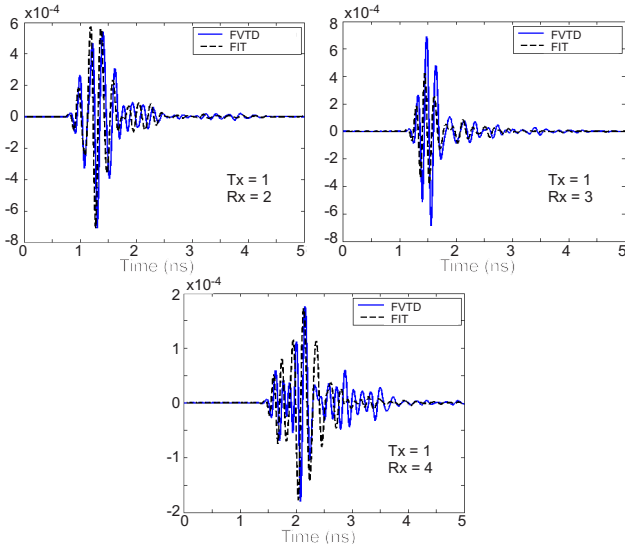 x10-4
FVTD
FIT
6
4
2
0
-2
-4
-6
-8
Tx = 1
Rx = 2
0 1 2 3 4 5
Time (ns)
x10-4
FVTD
FIT
8
6
4
2
0
-2
-4
-6
-8
Tx = 1
Rx = 3
0 1 2 3 4 5
Time (ns)
x10-4
FVTD
FIT
2
1
0
-1
-2
Tx = 1
Rx = 4
0 1 2 3 4 5
Time (ns)